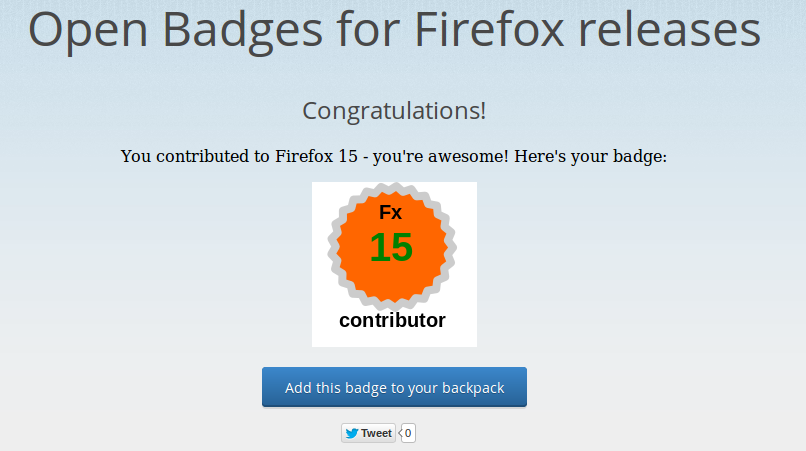 Open Badges for Firefox releases
Congratulations!
You contributed to Firefox 15 - you're awesome! Here's your badge:
Fx
15
contributor
Add this badge to your backpack
Tweet 0